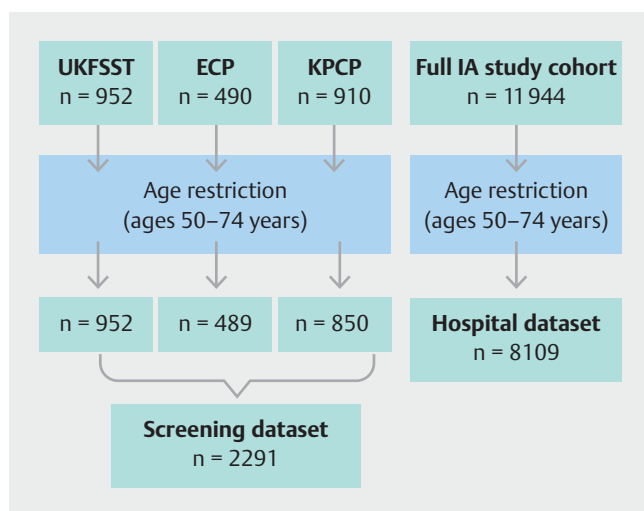 UKFSST
n = 952
ECP
n = 490
KPCP
n = 910
Full IA study cohort
n = 11 944
Age restriction
(ages 50–74 years)
Age restriction
(ages 50–74 years)
n = 952
n = 489
n = 850
Hospital dataset
n = 8109
Screening dataset
n = 2291